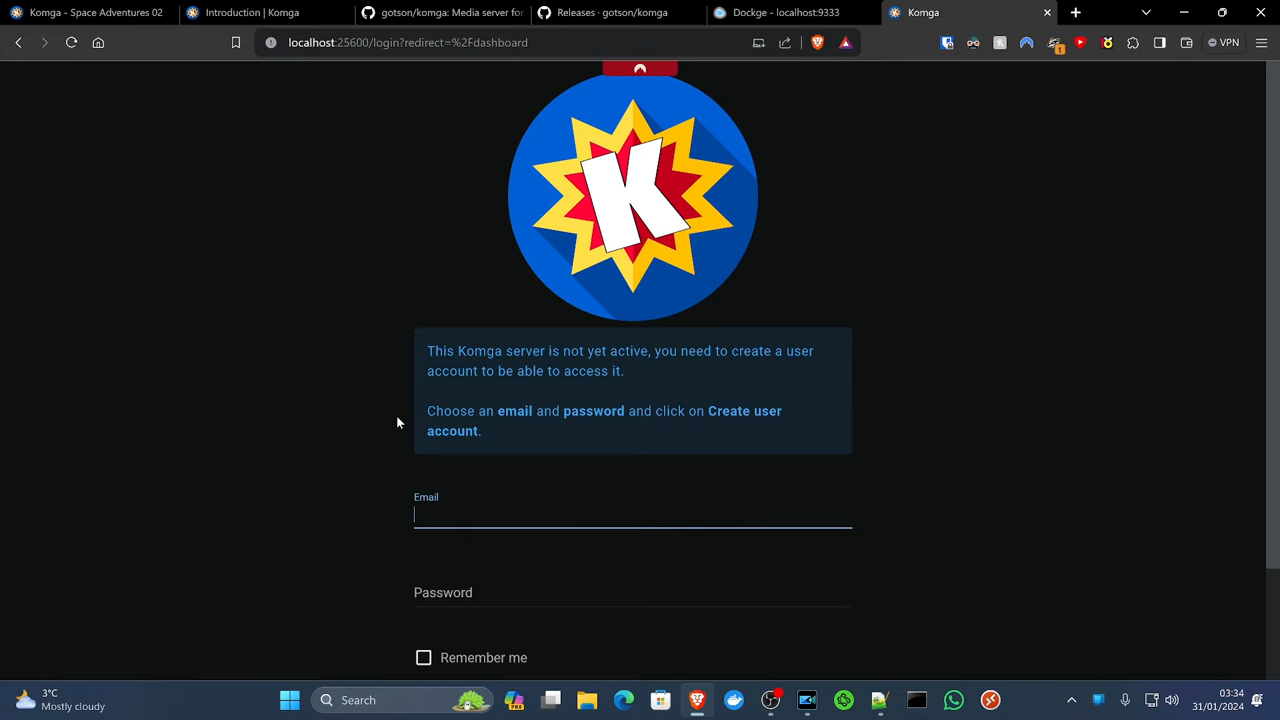 Komga - Space Adventures 02
Introduction | Komga
gotson/komga: Media server for
Releases · gotson/komga
Dockge - localhost:9333
Komga
localhost:25600/login?redirect=%2Fdashboard
1
VPN
K
This Komga server is not yet active, you need to create a user
account to be able to access it.
Choose an email and password and click on Create user
account.
Email
Password
Remember me
3°C
Mostly cloudy
Search
03:34
31/01/2024